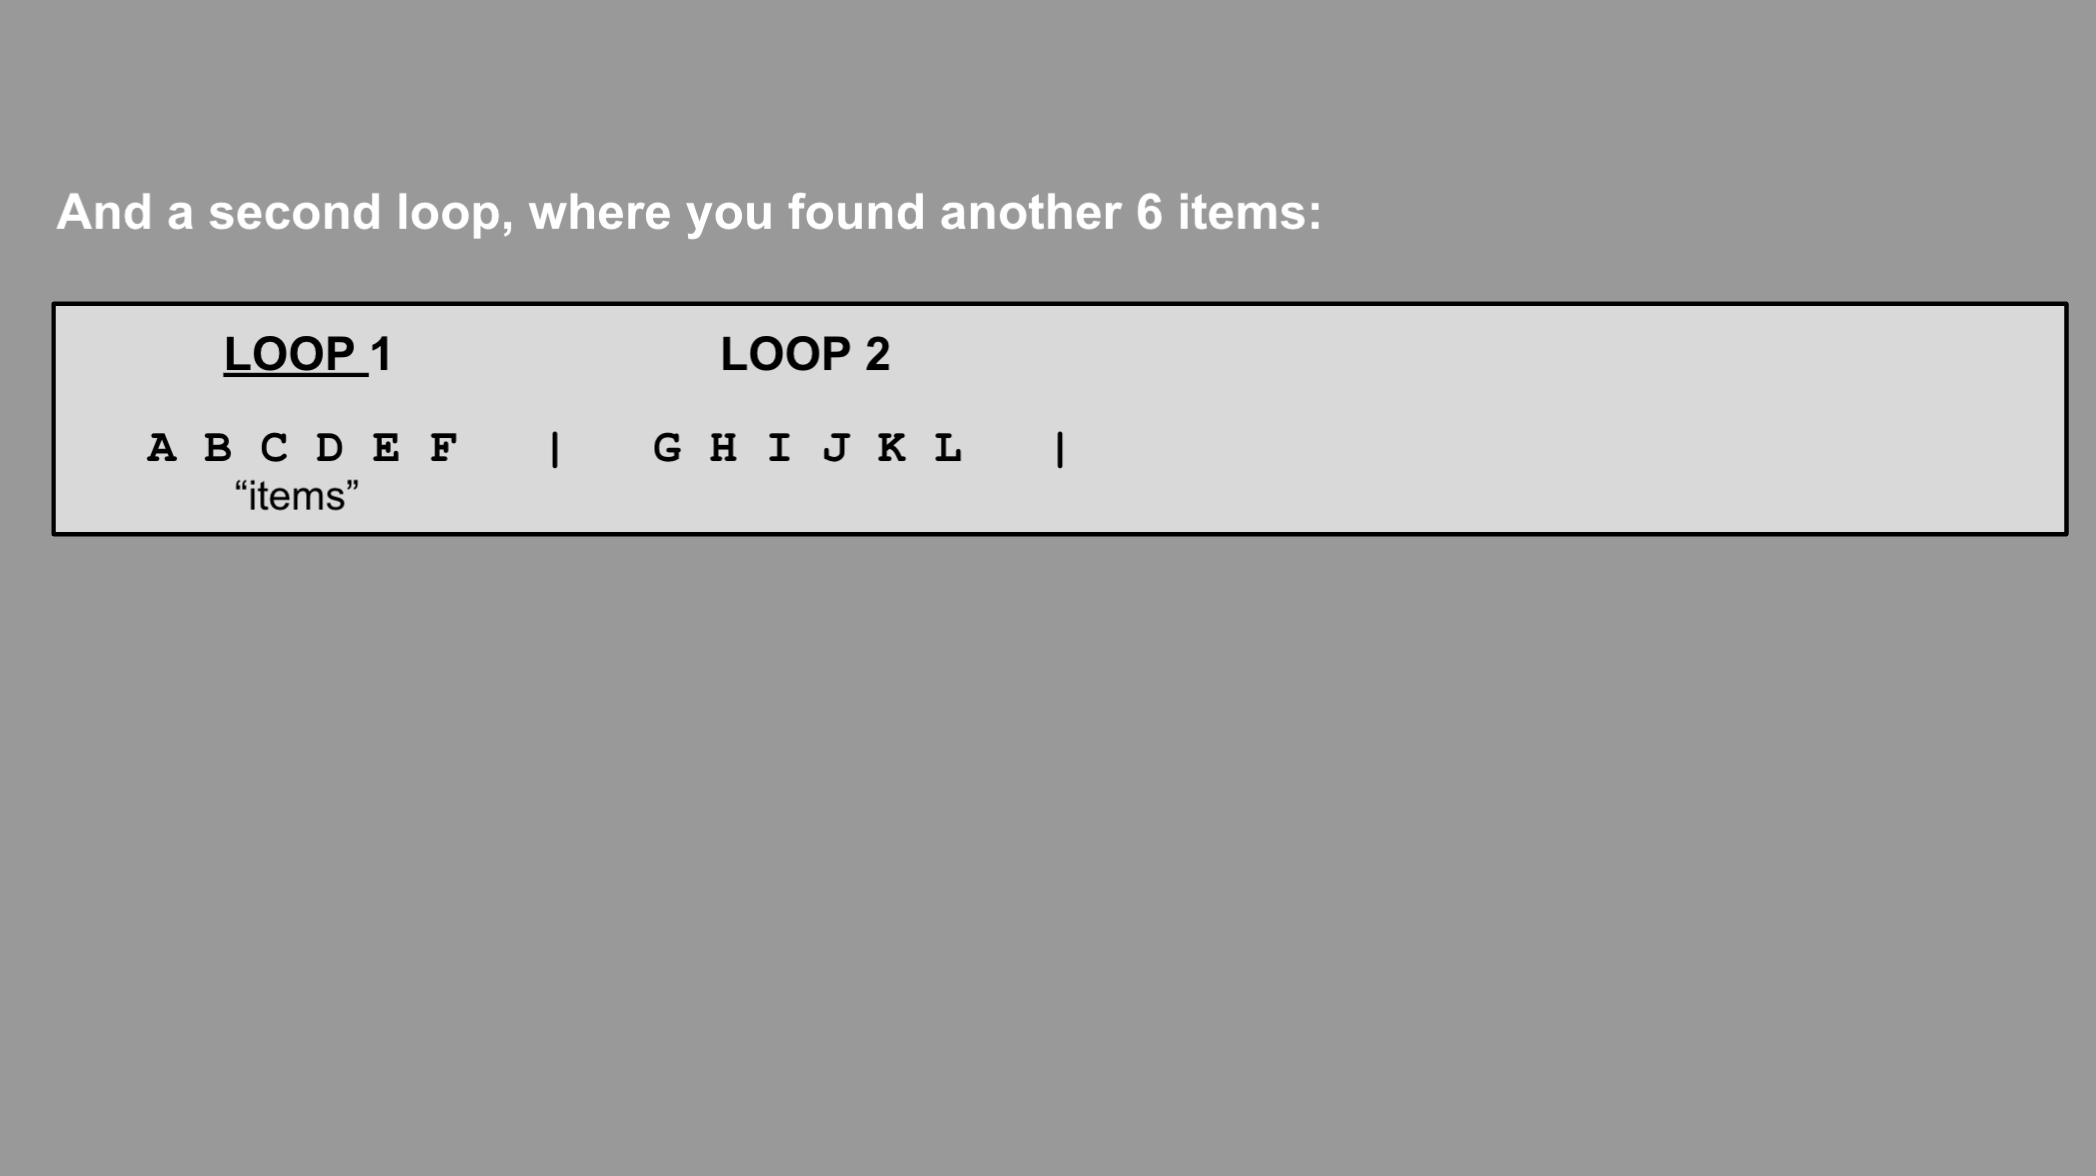 And a second loop, where you found another 6 items:
LOOP 1 LOOP 2
A B C D E F | G H I J K L |
“items”